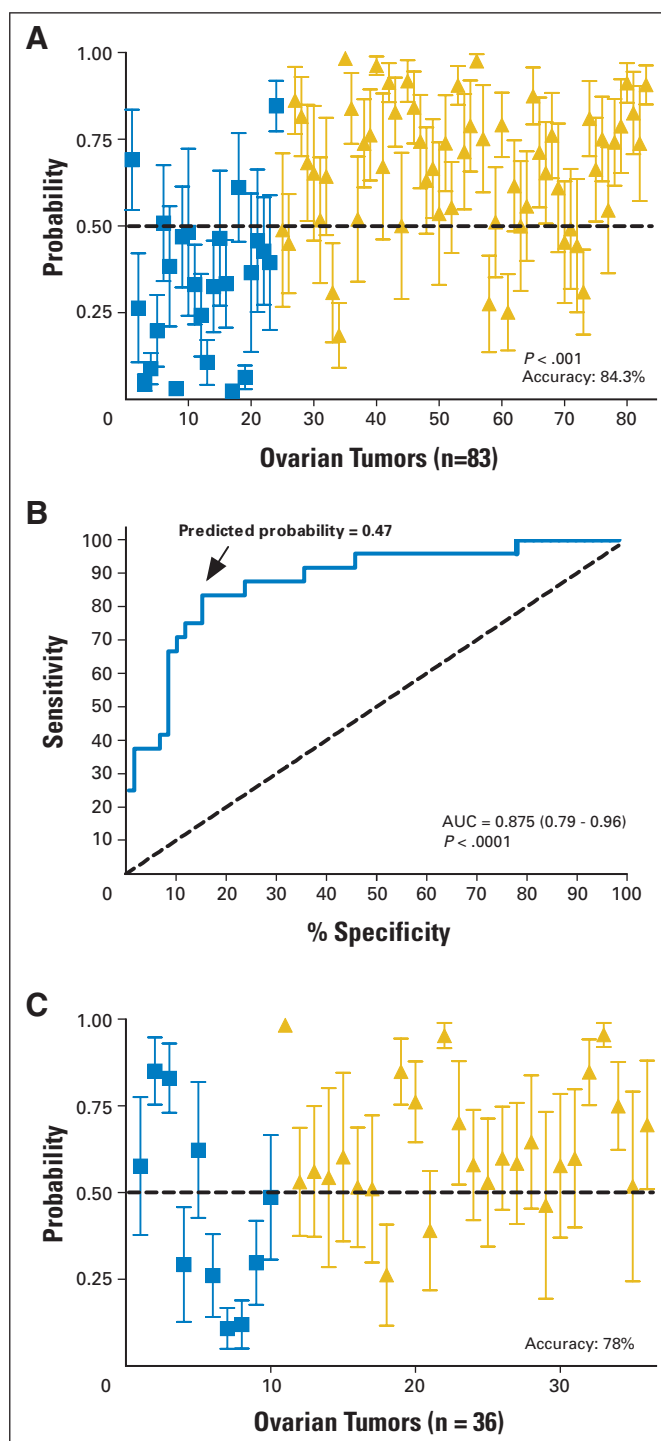 A
1.00
0.75
0.50
0.25
Probability
P < .001
Accuracy: 84.3%
0 10 20 30 40 50 60 70 80
Ovarian Tumors (n=83)
B
Predicted probability = 0.47
100
90
80
70
60
50
40
30
20
10
Sensitivity
AUC = 0.875 (0.79 - 0.96)
P < .0001
0 10 20 30 40 50 60 70 80 90 100
% Specificity
C
1.00
0.75
0.50
0.25
Probability
Accuracy: 78%
0 10 20 30
Ovarian Tumors (n = 36)